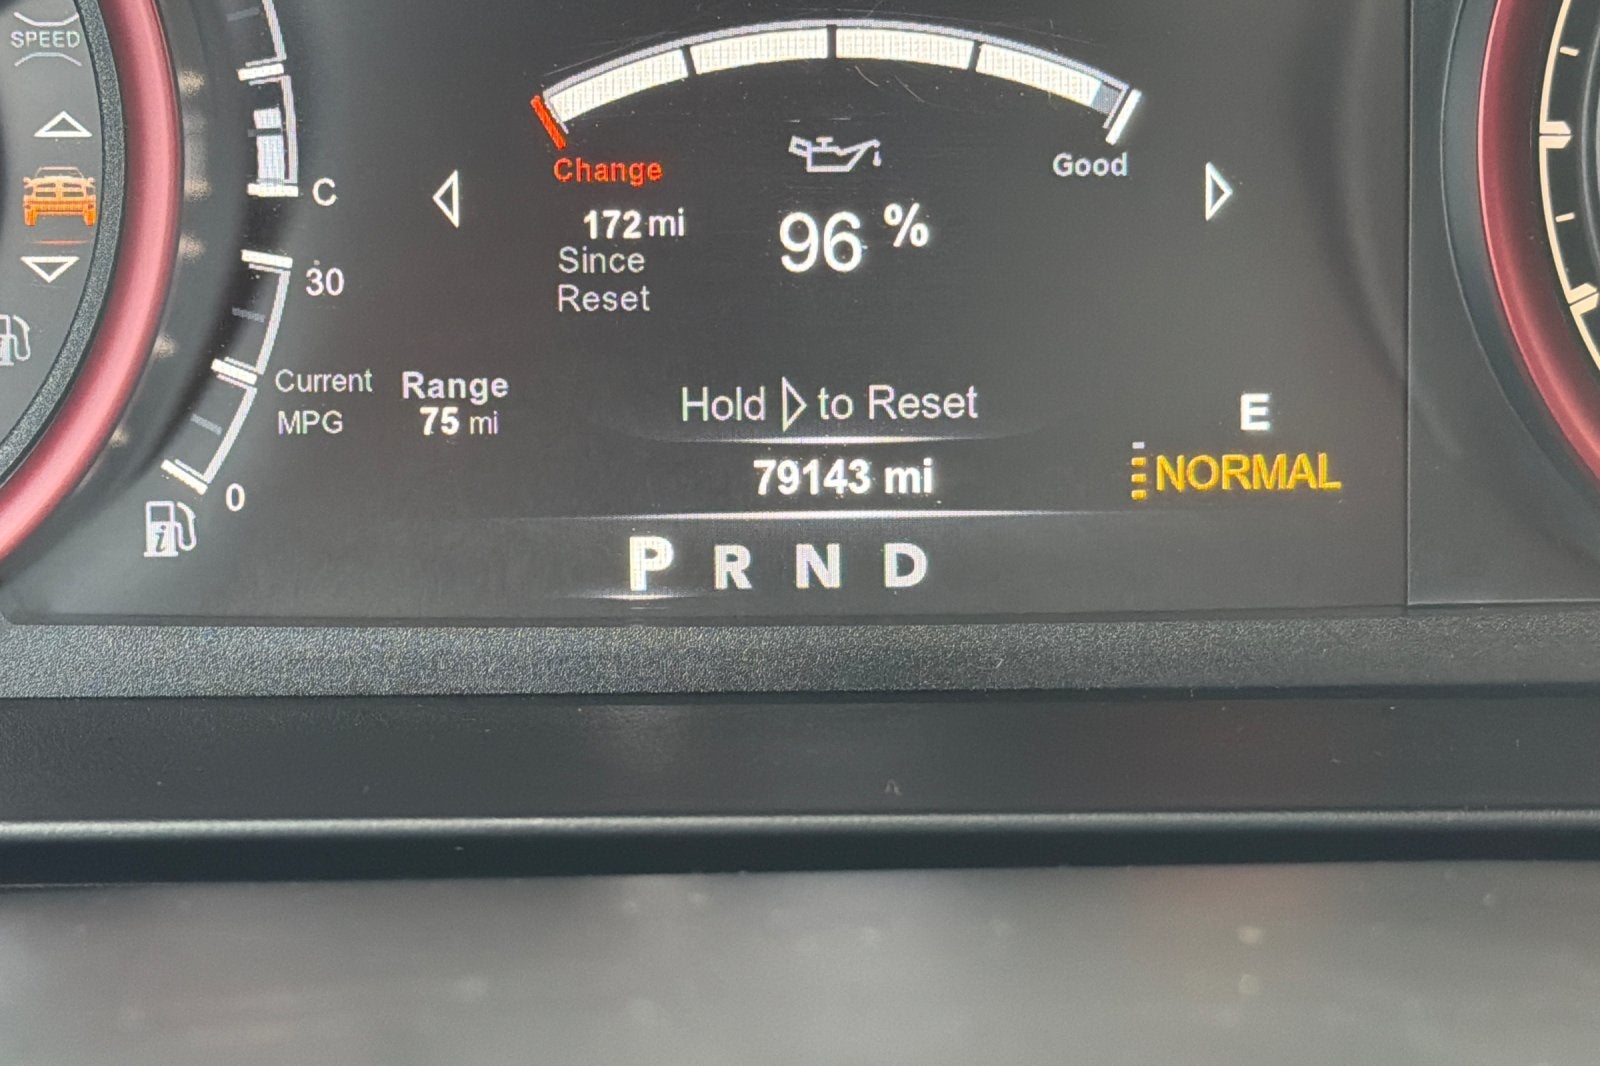 SPEED
C
Change
Good
172 mi
Since
Reset
96 %
30
Current
MPG
Range
75 mi
0
Hold ▷ to Reset
E
79143 mi
NORMAL
P R N D